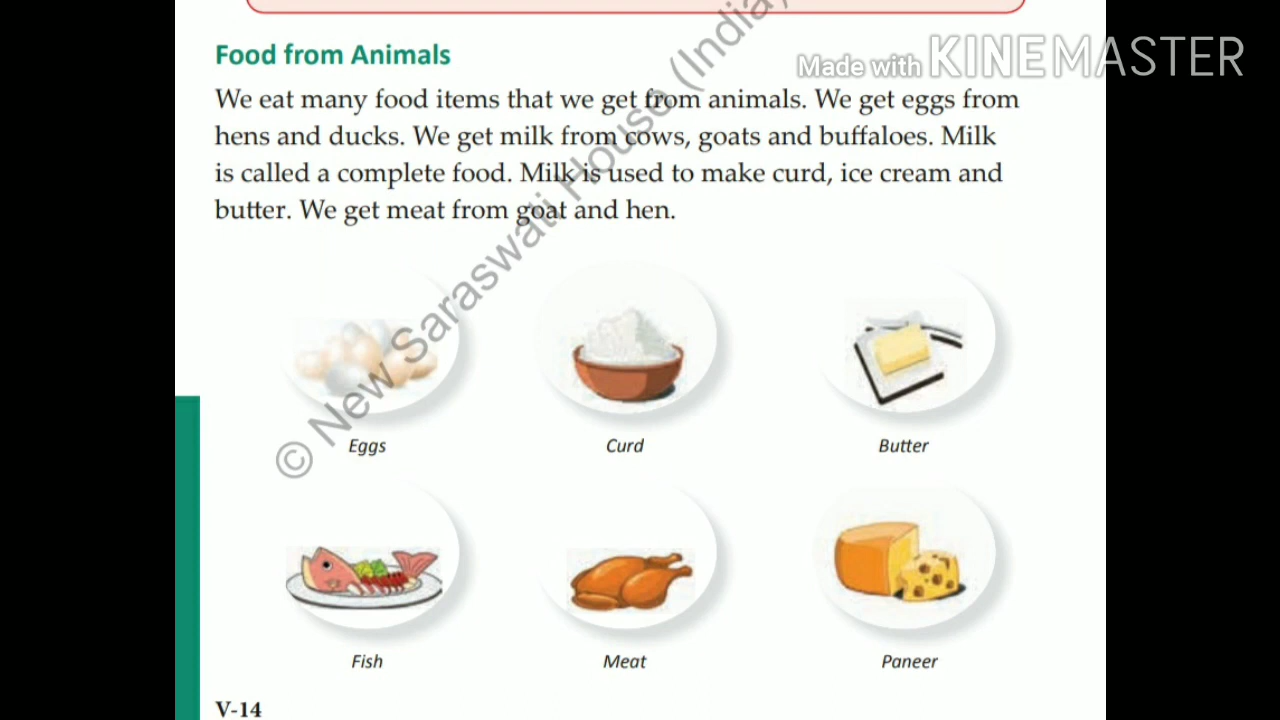 Made with KINEMASTER
Food from Animals
We eat many food items that we get from animals. We get eggs from
hens and ducks. We get milk from cows, goats and buffaloes. Milk
is called a complete food. Milk is used to make curd, ice cream and
butter. We get meat from goat and hen.
© New Saraswati House (India)
Eggs
Curd
Butter
Fish
Meat
Paneer
V-14